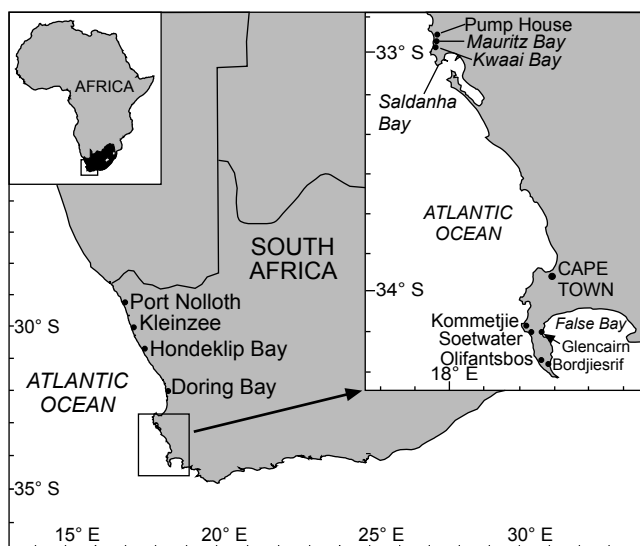 AFRICA
SOUTH
AFRICA
Port Nolloth
Kleinzee
Hondeklip Bay
Doring Bay
ATLANTIC
OCEAN
30° S
35° S
15° E
20° E
25° E
30° E
33° S
34° S
18° E
Pump House
Mauritz Bay
Kwaai Bay
Saldanha
Bay
ATLANTIC
OCEAN
CAPE
TOWN
Kommetjie
Soetwater
Olifantsbos
False Bay
Glencairn
Bordjiesrif